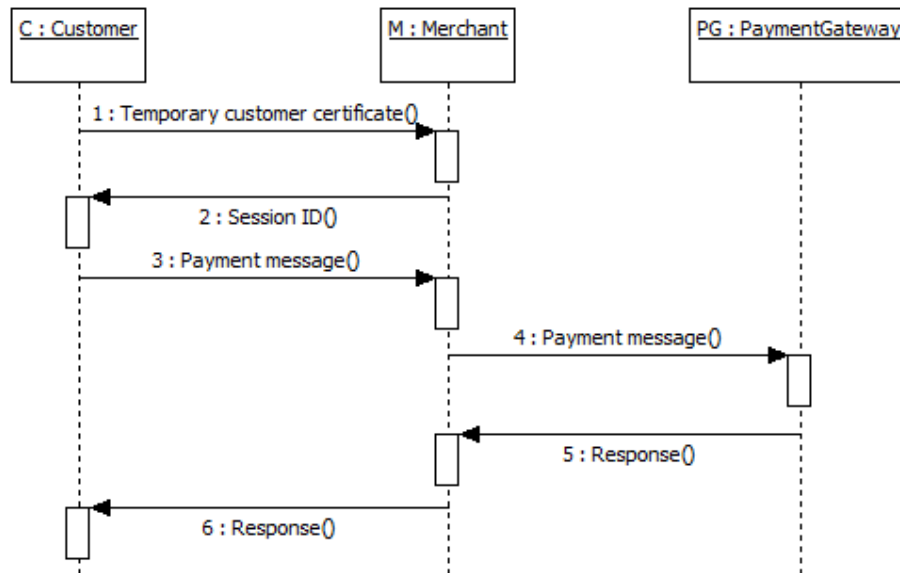 C : Customer
M : Merchant
PG : PaymentGateway
1 : Temporary customer certificate()
2 : Session ID()
3 : Payment message()
4 : Payment message()
5 : Response()
6 : Response()